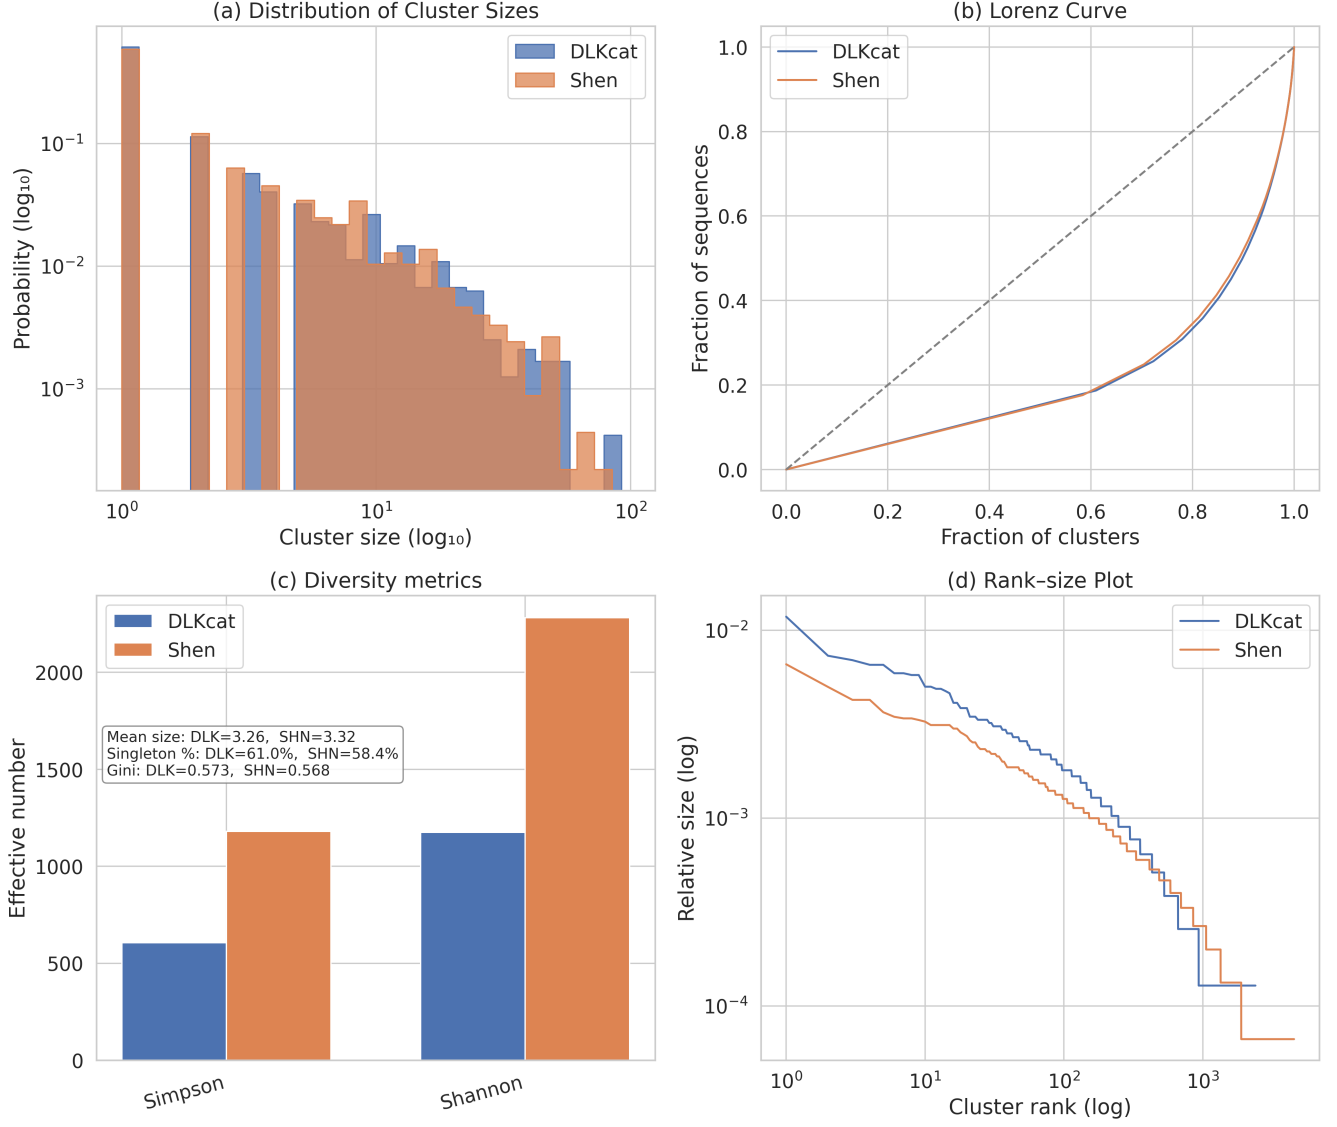 (a) Distribution of Cluster Sizes
DLKcat
Shen
10⁻¹
10⁻²
10⁻³
Probability (log₁₀)
10⁰ 10¹ 10²
Cluster size (log₁₀)
(b) Lorenz Curve
DLKcat
Shen
1.0
0.8
0.6
0.4
0.2
0.0
Fraction of sequences
0.0 0.2 0.4 0.6 0.8 1.0
Fraction of clusters
(c) Diversity metrics
DLKcat
Shen
2000
1500
1000
500
0
Effective number
Mean size: DLK=3.26, SHN=3.32
Singleton %: DLK=61.0%, SHN=58.4%
Gini: DLK=0.573, SHN=0.568
Simpson Shannon
(d) Rank–size Plot
DLKcat
Shen
10⁻²
10⁻³
10⁻⁴
Relative size (log)
10⁰ 10¹ 10² 10³
Cluster rank (log)